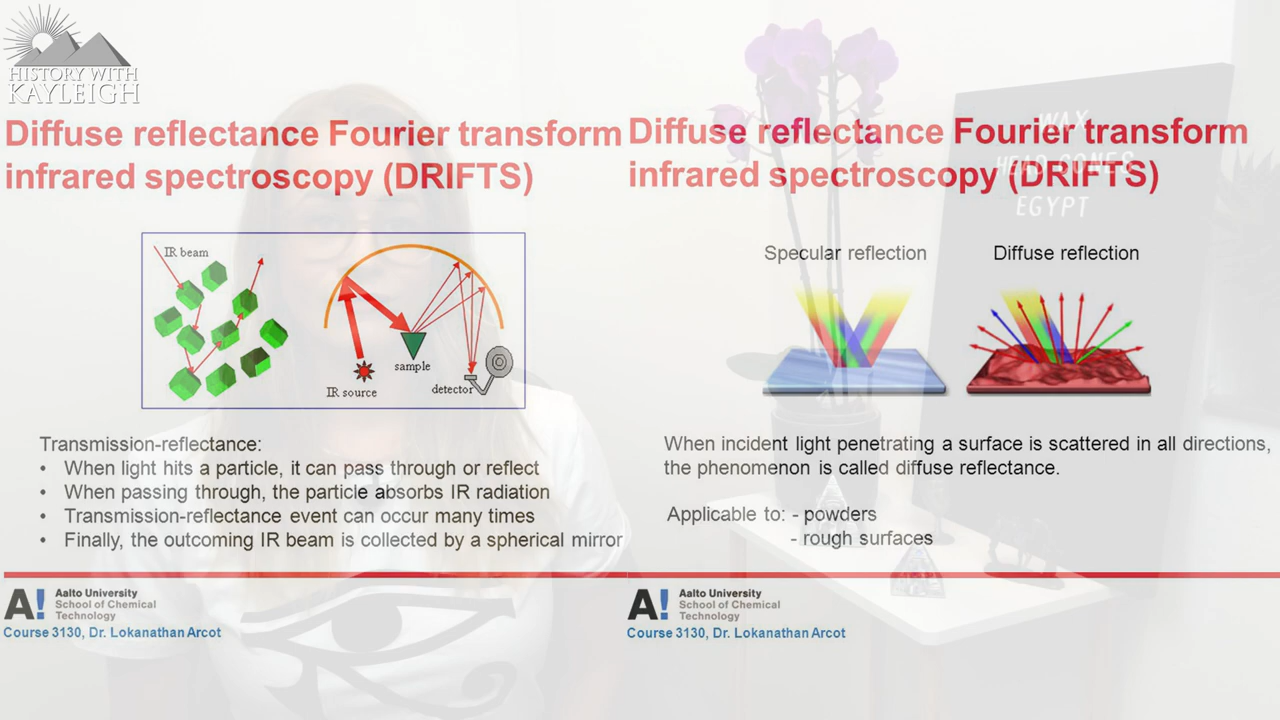 HISTORY WITH
KAYLEIGH
Diffuse reflectance Fourier transform
infrared spectroscopy (DRIFTS)
IR beam
sample
IR source
detector
Transmission-reflectance:
• When light hits a particle, it can pass through or reflect
• When passing through, the particle absorbs IR radiation
• Transmission-reflectance event can occur many times
• Finally, the outcoming IR beam is collected by a spherical mirror
A! Aalto University
School of Chemical
Technology
Course 3130, Dr. Lokanathan Arcot
Diffuse reflectance Fourier transform
infrared spectroscopy (DRIFTS)
WAX
HEAD CONES
EGYPT
Specular reflection
Diffuse reflection
When incident light penetrating a surface is scattered in all directions,
the phenomenon is called diffuse reflectance.
Applicable to: - powders
- rough surfaces
A! Aalto University
School of Chemical
Technology
Course 3130, Dr. Lokanathan Arcot